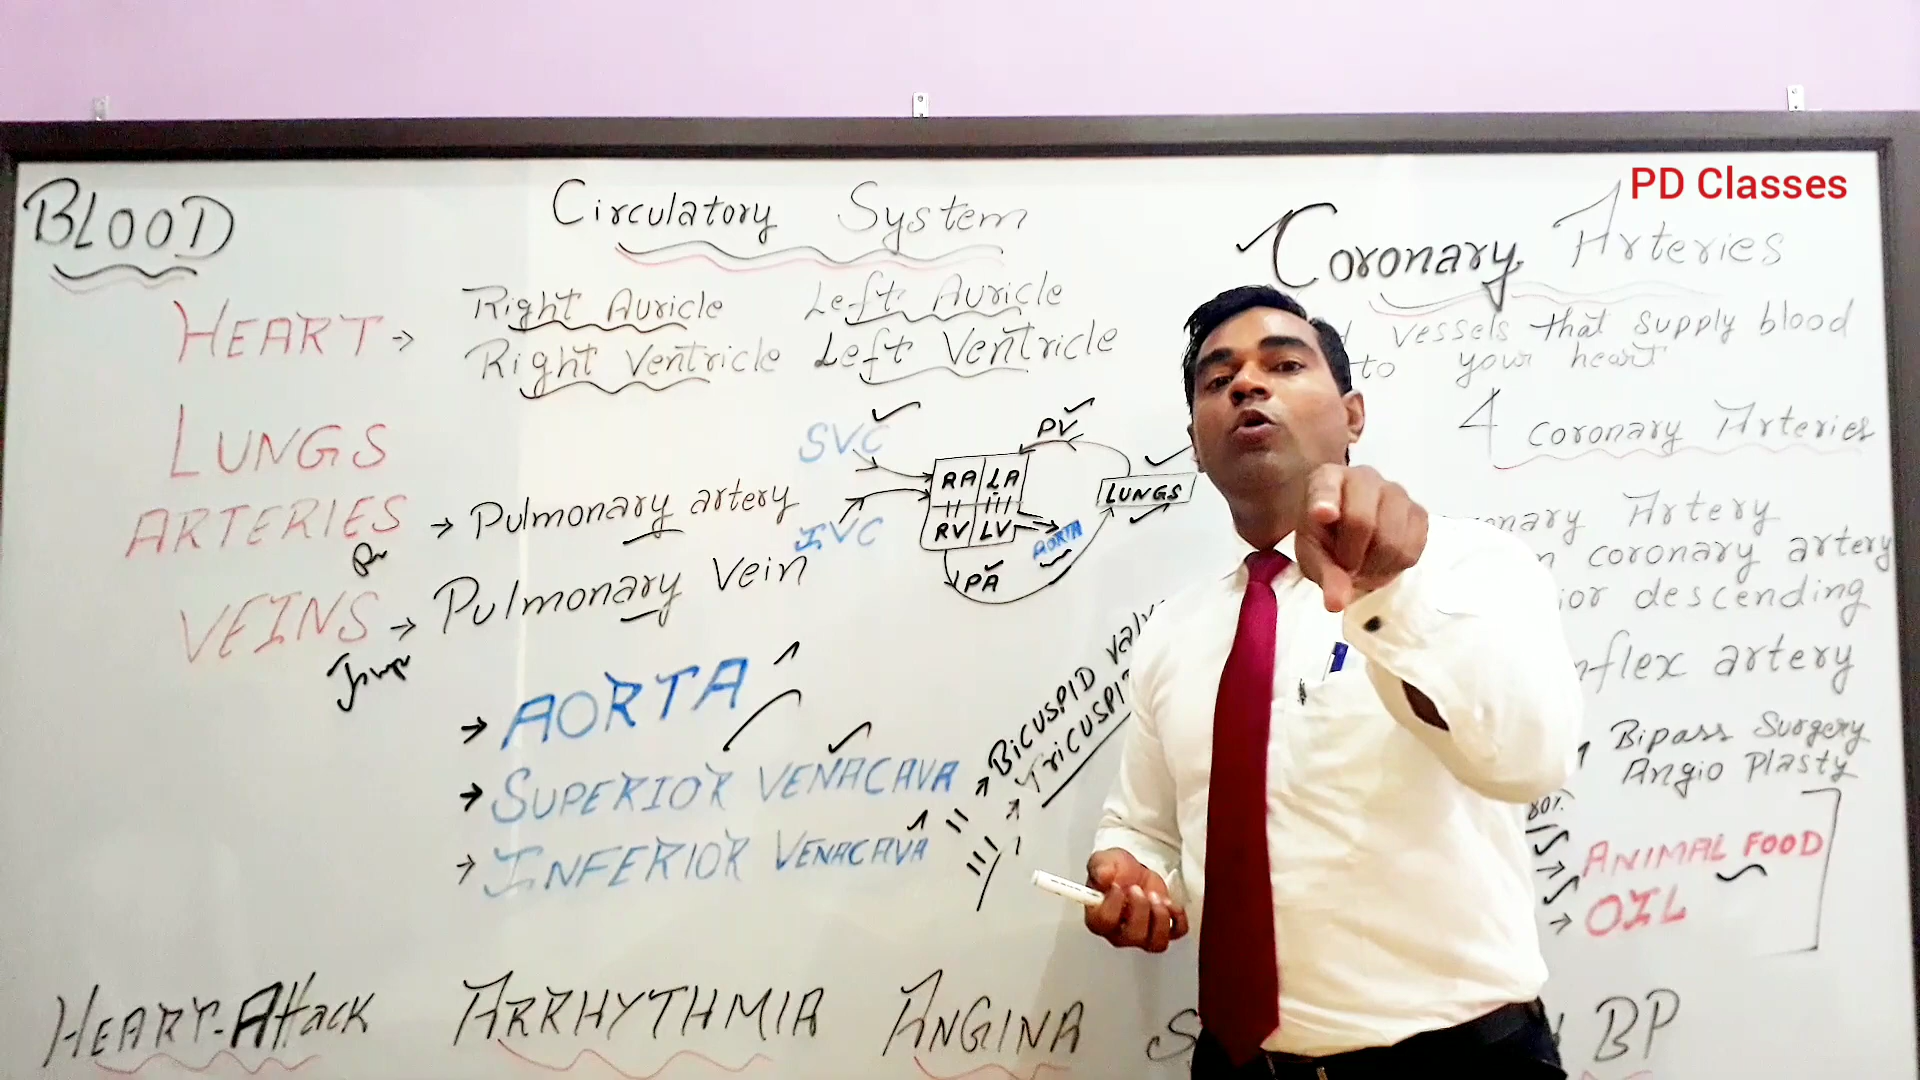 PD Classes
BLOOD
Circulatory System
Coronary Arteries
HEART → Right Auricle Left Auricle
Right Ventricle Left Ventricle
vessels that supply blood
to your heart
LUNGS
4 coronary Arteries
SVC
PV
RA LA
LUNGS
ARTERIES → Pulmonary artery
IVC
RV LV
AORTA
PA
Artery
coronary artery
descending
artery
VEINS → Pulmonary Vein
→ AORTA
→ SUPERIOR VENACAVA
→ INFERIOR VENACAVA
BICUSPID
Bipass Surgery
Angio Plasty
80%
→ ANIMAL FOOD
→ OIL
HEART-Attack ARRHYTHMIA ANGINA BP